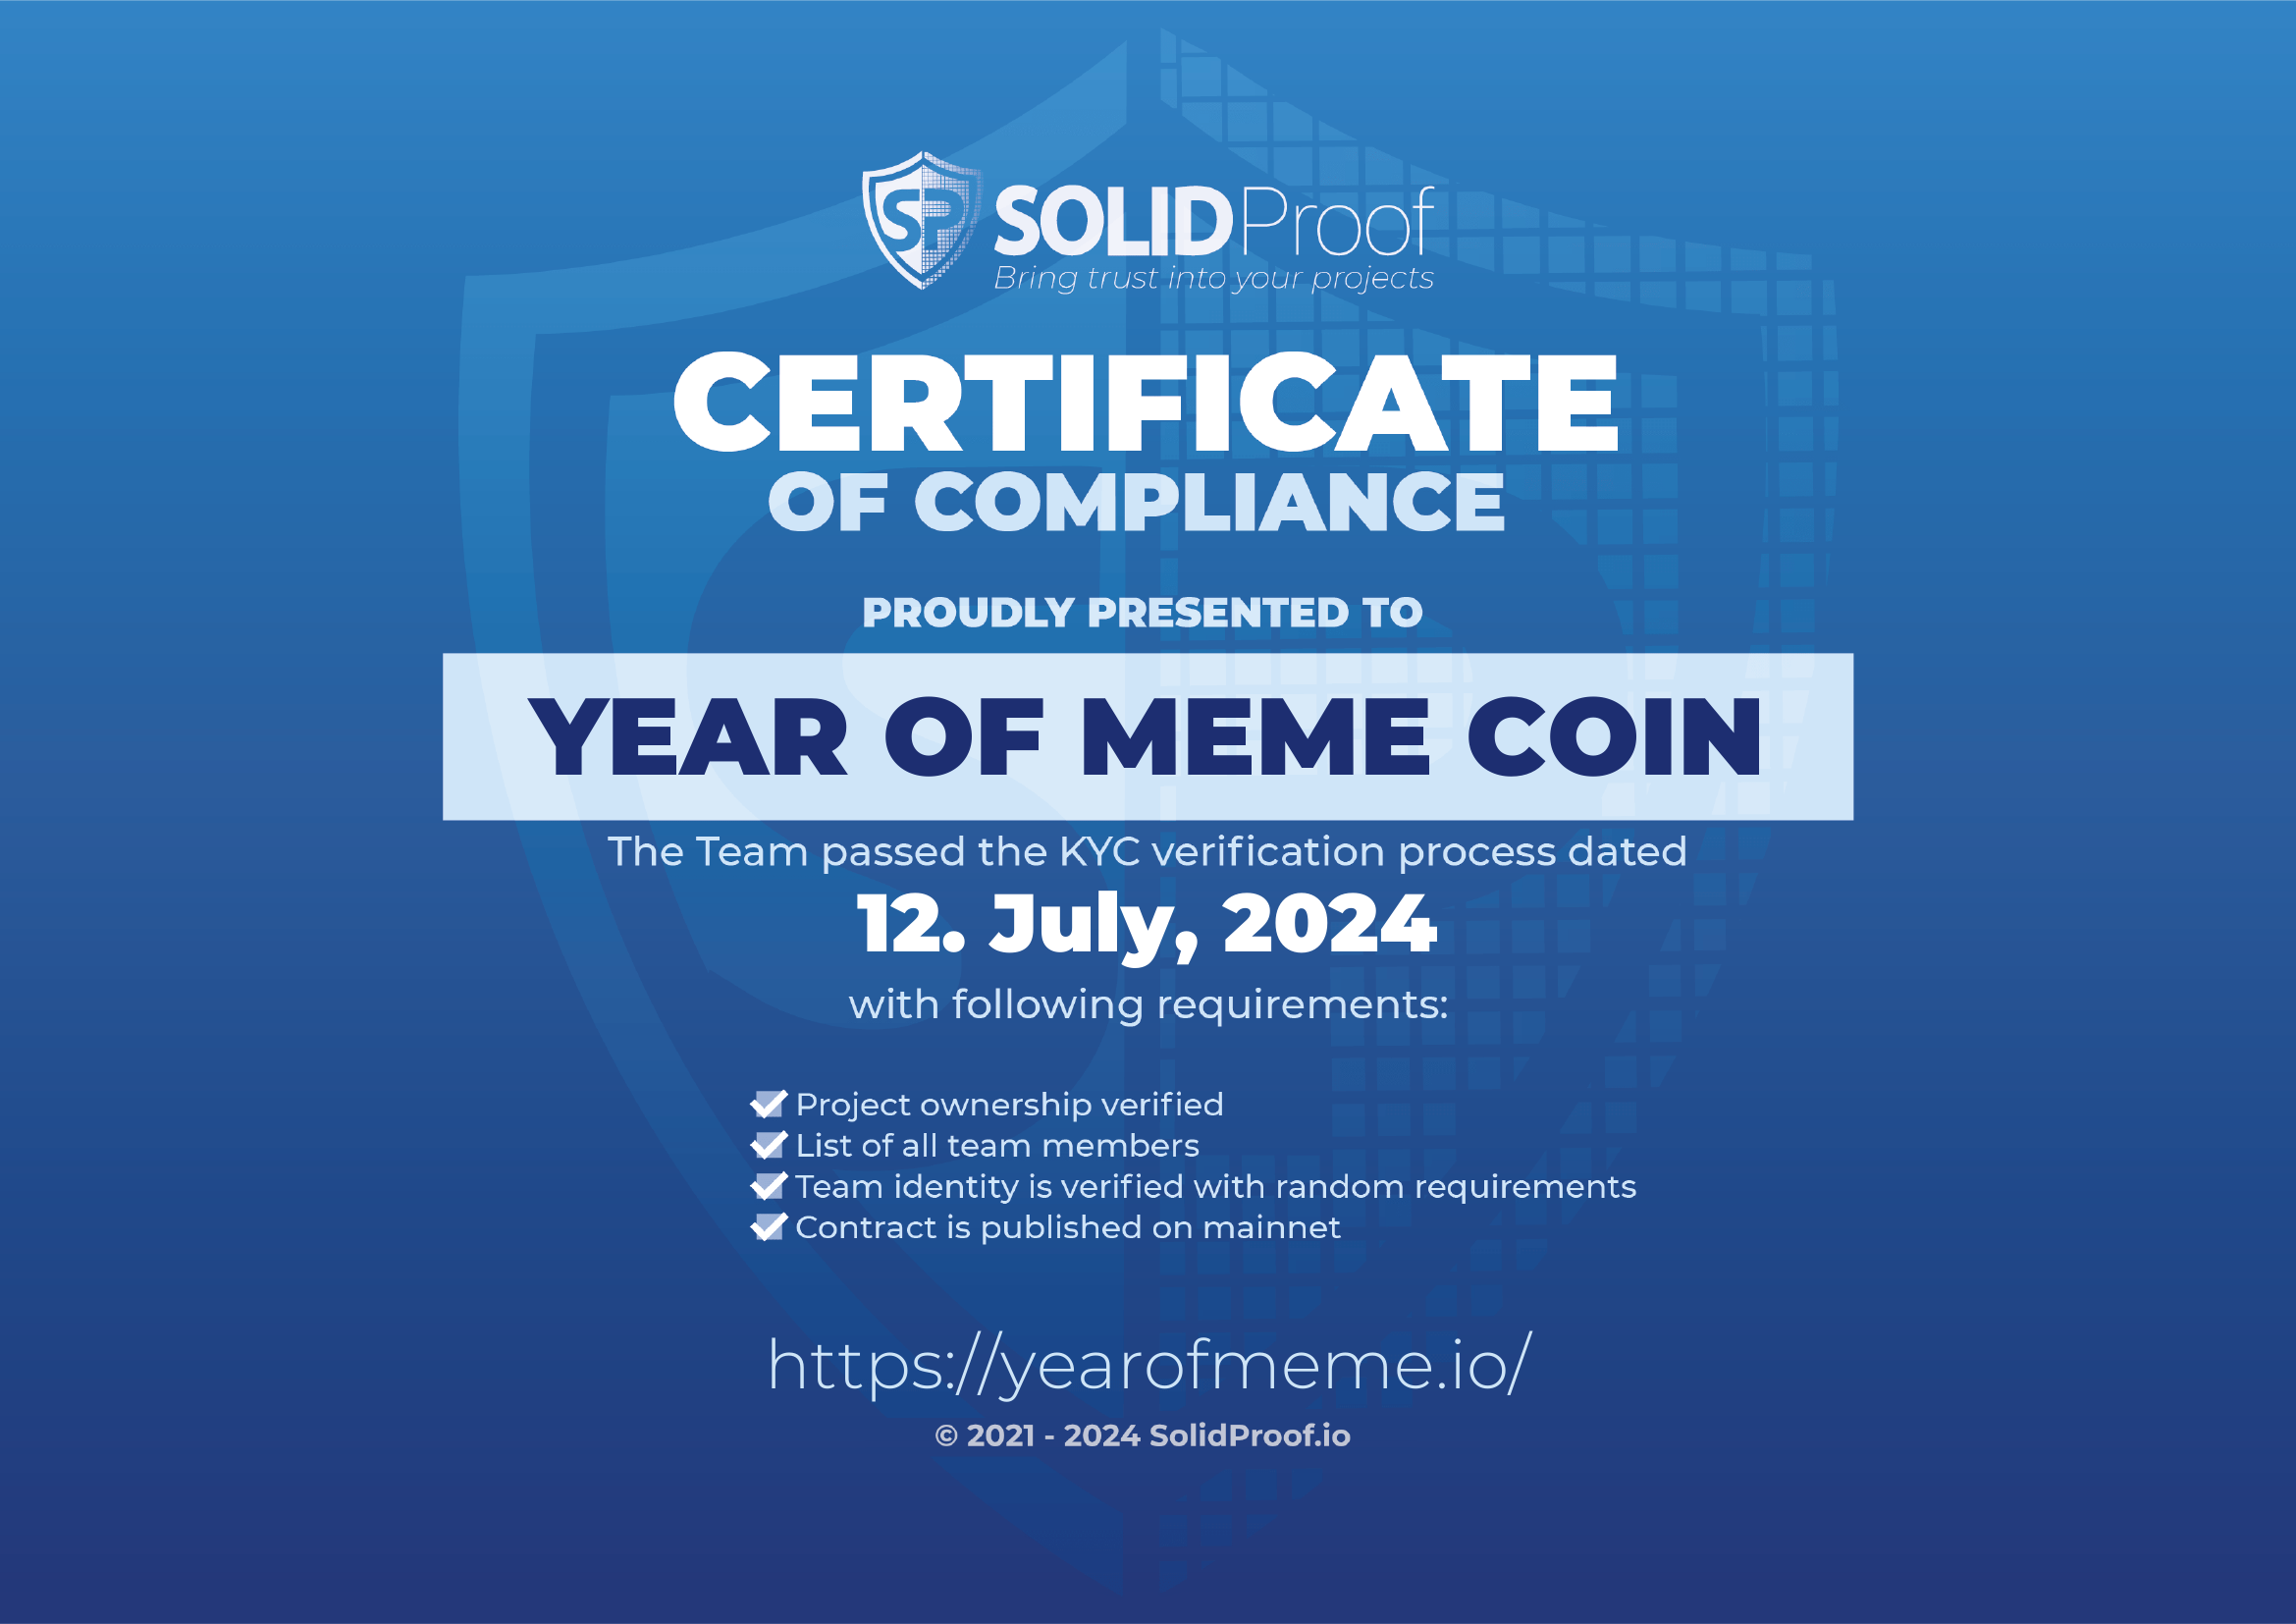 SP SOLIDProof
Bring trust into your projects
CERTIFICATE
OF COMPLIANCE
PROUDLY PRESENTED TO
YEAR OF MEME COIN
The Team passed the KYC verification process dated
12. July, 2024
with following requirements:
Project ownership verified
List of all team members
Team identity is verified with random requirements
Contract is published on mainnet
https://yearofmeme.io/
© 2021 - 2024 SolidProof.io